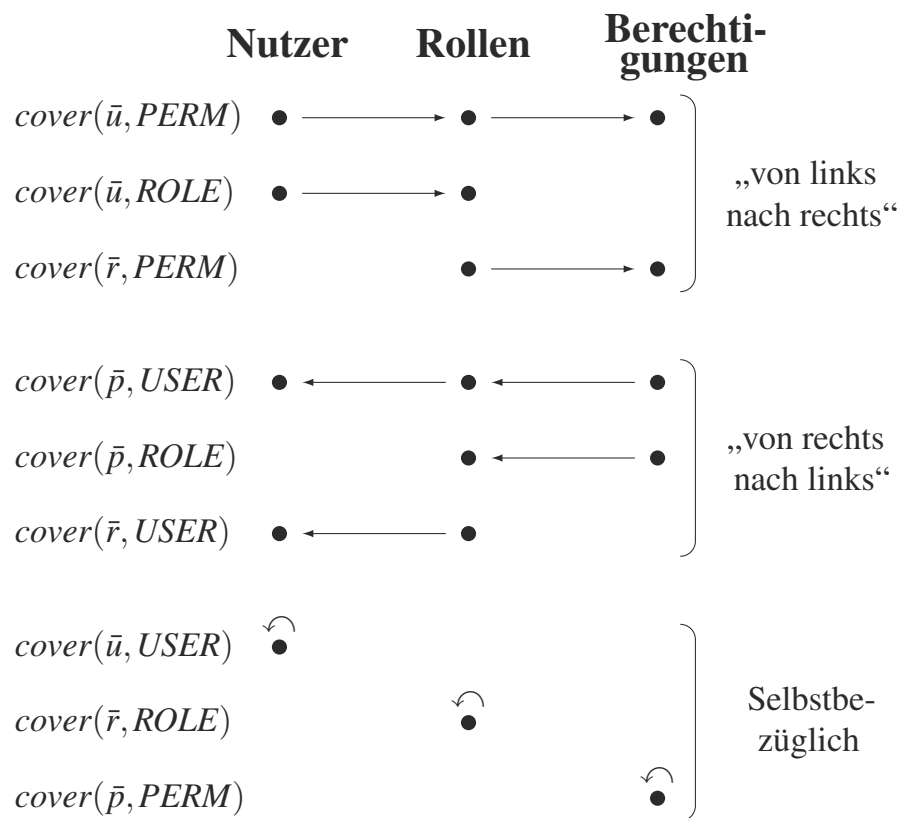 Nutzer Rollen Berechti-
gungen
cover(ū, PERM)
cover(ū, ROLE)
cover(r̄, PERM)
„von links
nach rechts“
cover(p̄, USER)
cover(p̄, ROLE)
cover(r̄, USER)
„von rechts
nach links“
cover(ū, USER)
cover(r̄, ROLE)
cover(p̄, PERM)
Selbstbe-
züglich